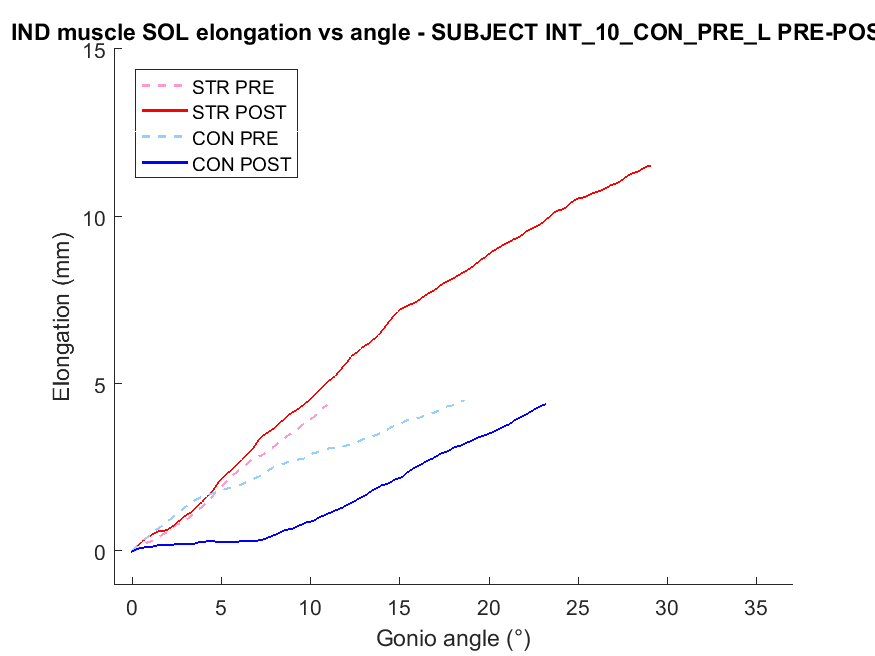 IND muscle SOL elongation vs angle - SUBJECT INT_10_CON_PRE_L PRE-POS
15
STR PRE
STR POST
CON PRE
CON POST
10
Elongation (mm)
5
0
0 5 10 15 20 25 30 35
Gonio angle (°)